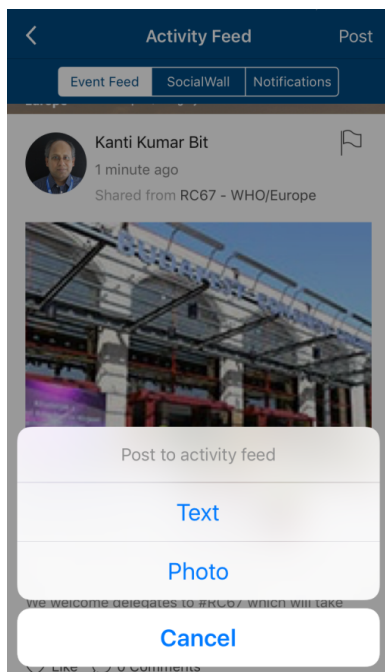 Activity Feed
Post
Event Feed
SocialWall
Notifications
Kanti Kumar Bit
1 minute ago
Shared from RC67 - WHO/Europe
Post to activity feed
Text
Photo
We welcome delegates to #RC67 which will take
Cancel
Like
0 Comments